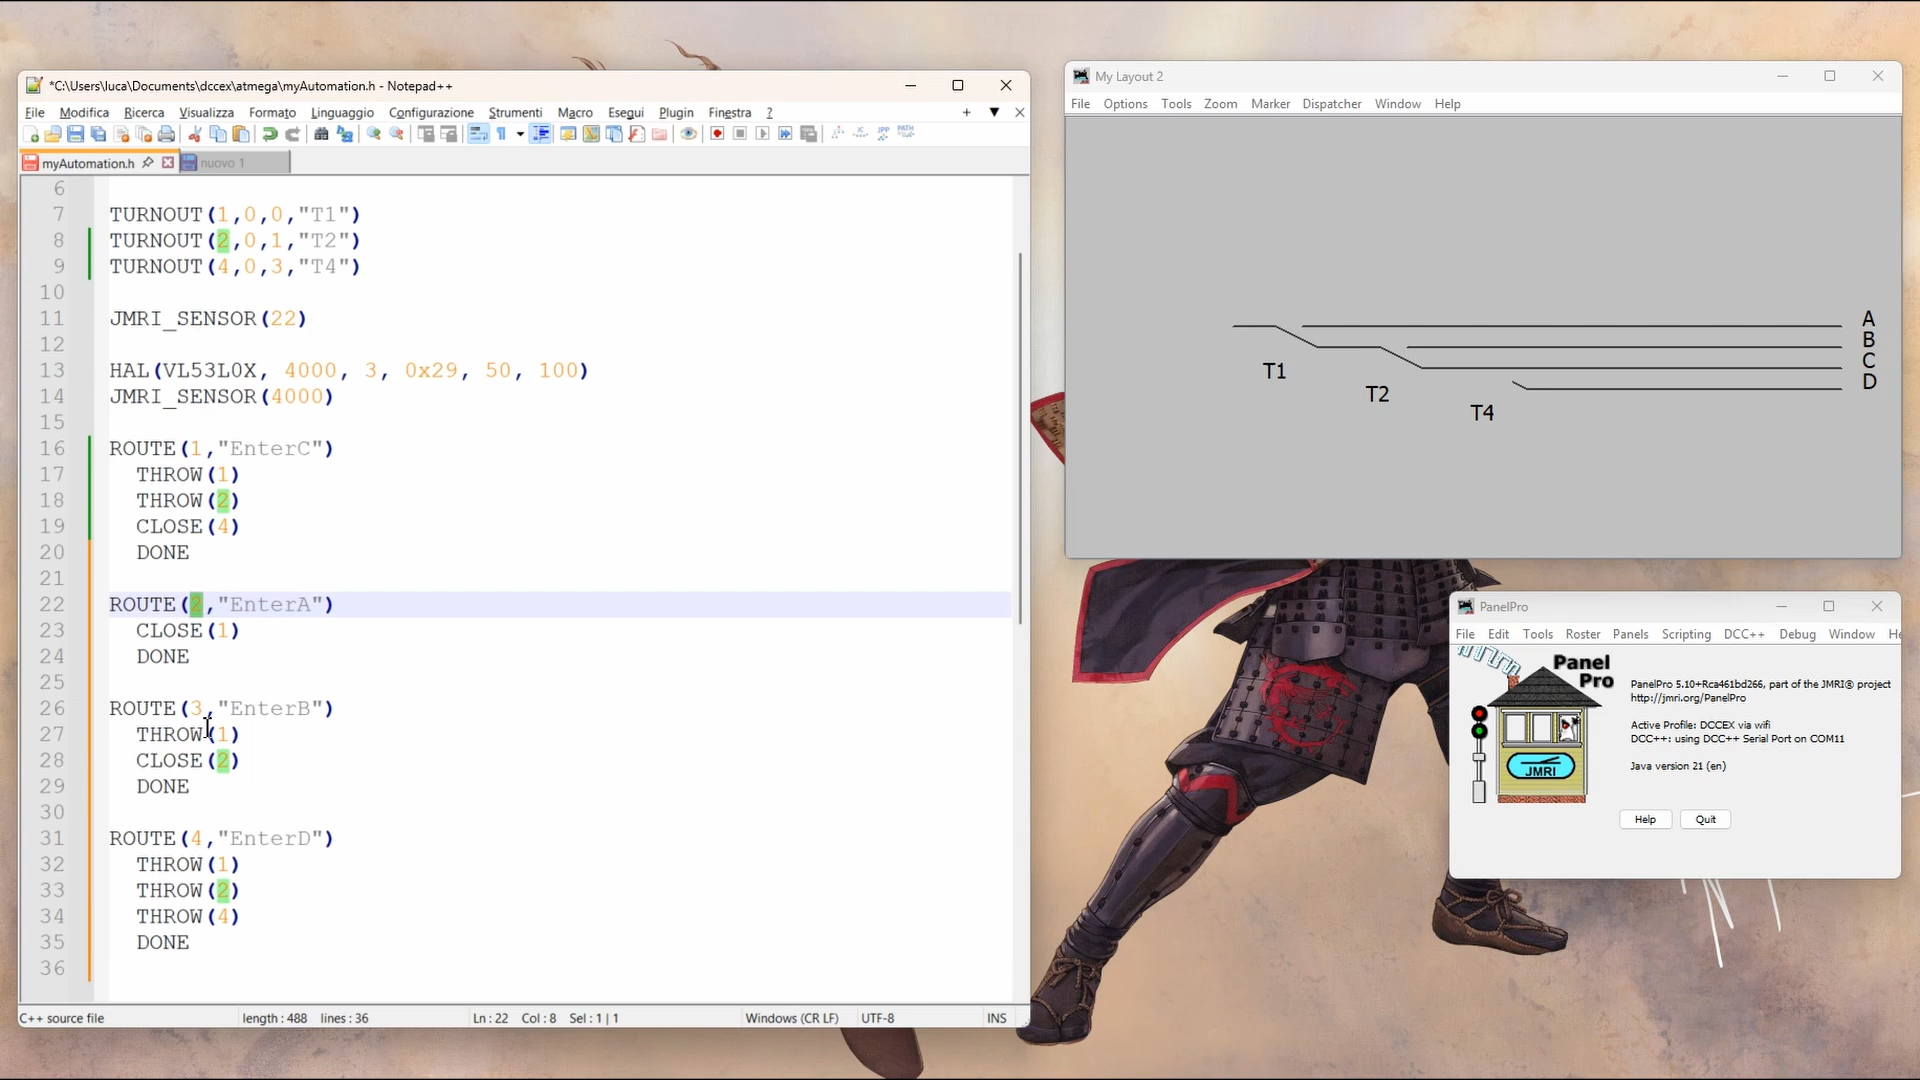 *C:\Users\luca\Documents\dccex\atmega\myAutomation.h - Notepad++
File Modifica Ricerca Visualizza Formato Linguaggio Configurazione Strumenti Macro Esegui Plugin Finestra ?
myAutomation.h nuovo 1
6
7 TURNOUT(1,0,0,"T1")
8 TURNOUT(2,0,1,"T2")
9 TURNOUT(4,0,3,"T4")
10
11 JMRI_SENSOR(22)
12
13 HAL(VL53L0X, 4000, 3, 0x29, 50, 100)
14 JMRI_SENSOR(4000)
15
16 ROUTE(1,"EnterC")
17 THROW(1)
18 THROW(2)
19 CLOSE(4)
20 DONE
21
22 ROUTE(2,"EnterA")
23 CLOSE(1)
24 DONE
25
26 ROUTE(3,"EnterB")
27 THROW(1)
28 CLOSE(2)
29 DONE
30
31 ROUTE(4,"EnterD")
32 THROW(1)
33 THROW(2)
34 THROW(4)
35 DONE
36
C++ source file length : 488 lines : 36 Ln : 22 Col : 8 Sel : 1 | 1 Windows (CR LF) UTF-8 INS
My Layout 2
File Options Tools Zoom Marker Dispatcher Window Help
A
B
C
D
T1
T2
T4
PanelPro
File Edit Tools Roster Panels Scripting DCC++ Debug Window He
Panel
Pro
JMRI
PanelPro 5.10+Rca461bd266, part of the JMRI® project
http://jmri.org/PanelPro
Active Profile: DCCEX via wifi
DCC++: using DCC++ Serial Port on COM11
Java version 21 (en)
Help Quit